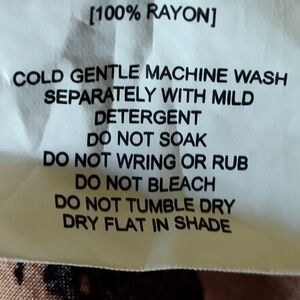 [100% RAYON]
COLD GENTLE MACHINE WASH
SEPARATELY WITH MILD
DETERGENT
DO NOT SOAK
DO NOT WRING OR RUB
DO NOT BLEACH
DO NOT TUMBLE DRY
DRY FLAT IN SHADE